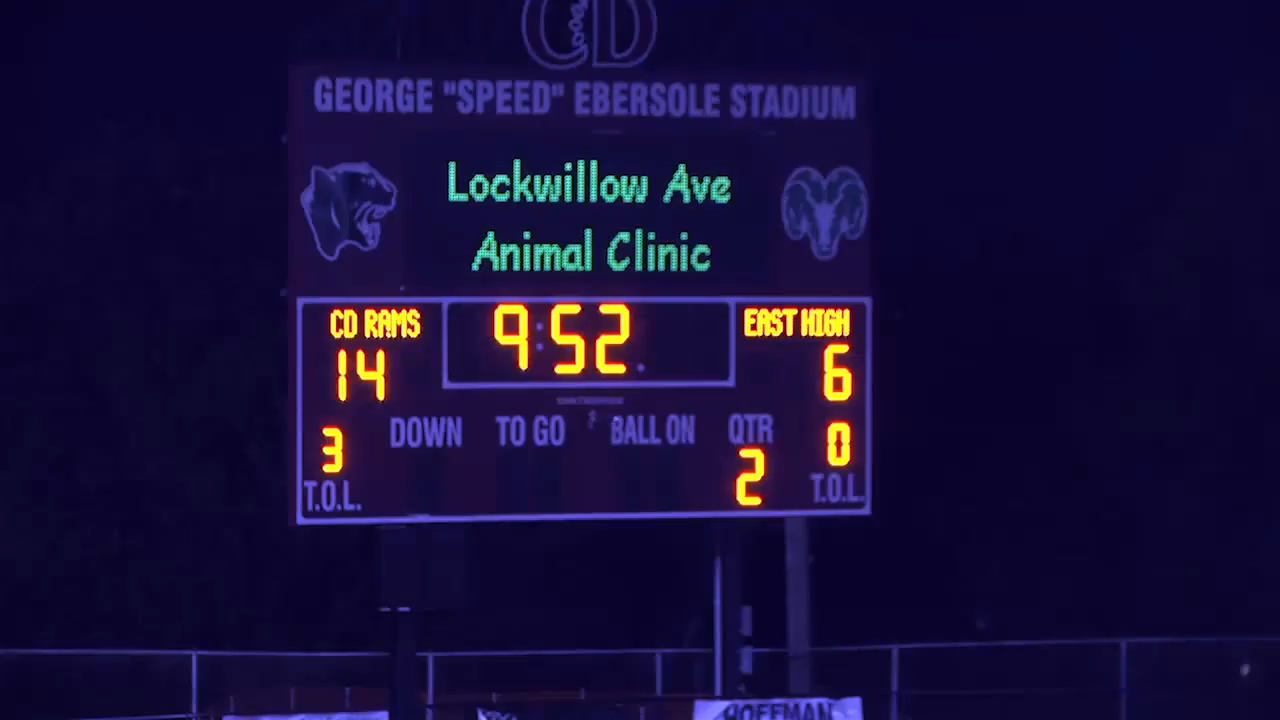 CD
GEORGE "SPEED" EBERSOLE STADIUM
Lockwillow Ave
Animal Clinic
CD RAMS
9:52
EAST HIGH
14
6
DOWN
TO GO
BALL ON
QTR
3
2
0
T.O.L.
T.O.L.
HOFFMAN